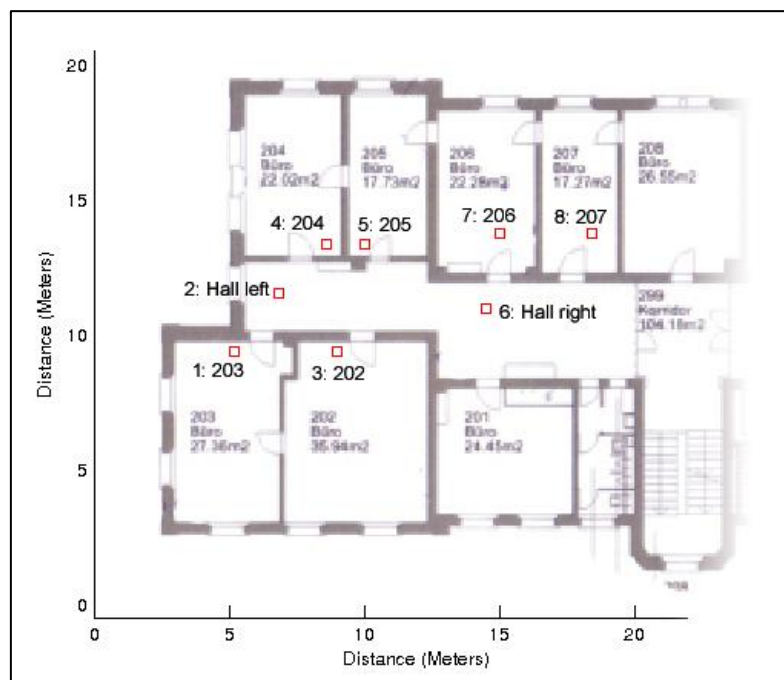 20
15
10
5
0
Distance (Meters)
0
5
10
15
20
Distance (Meters)
204
Büro
22.02m2
205
Büro
17.73m2
206
Büro
22.28m2
207
Büro
17.27m2
208
Büro
26.55m2
4: 204
5: 205
7: 206
8: 207
2: Hall left
6: Hall right
299
Korridor
1: 203
3: 202
203
Büro
27.36m2
202
Büro
35.94m2
201
Büro
24.45m2